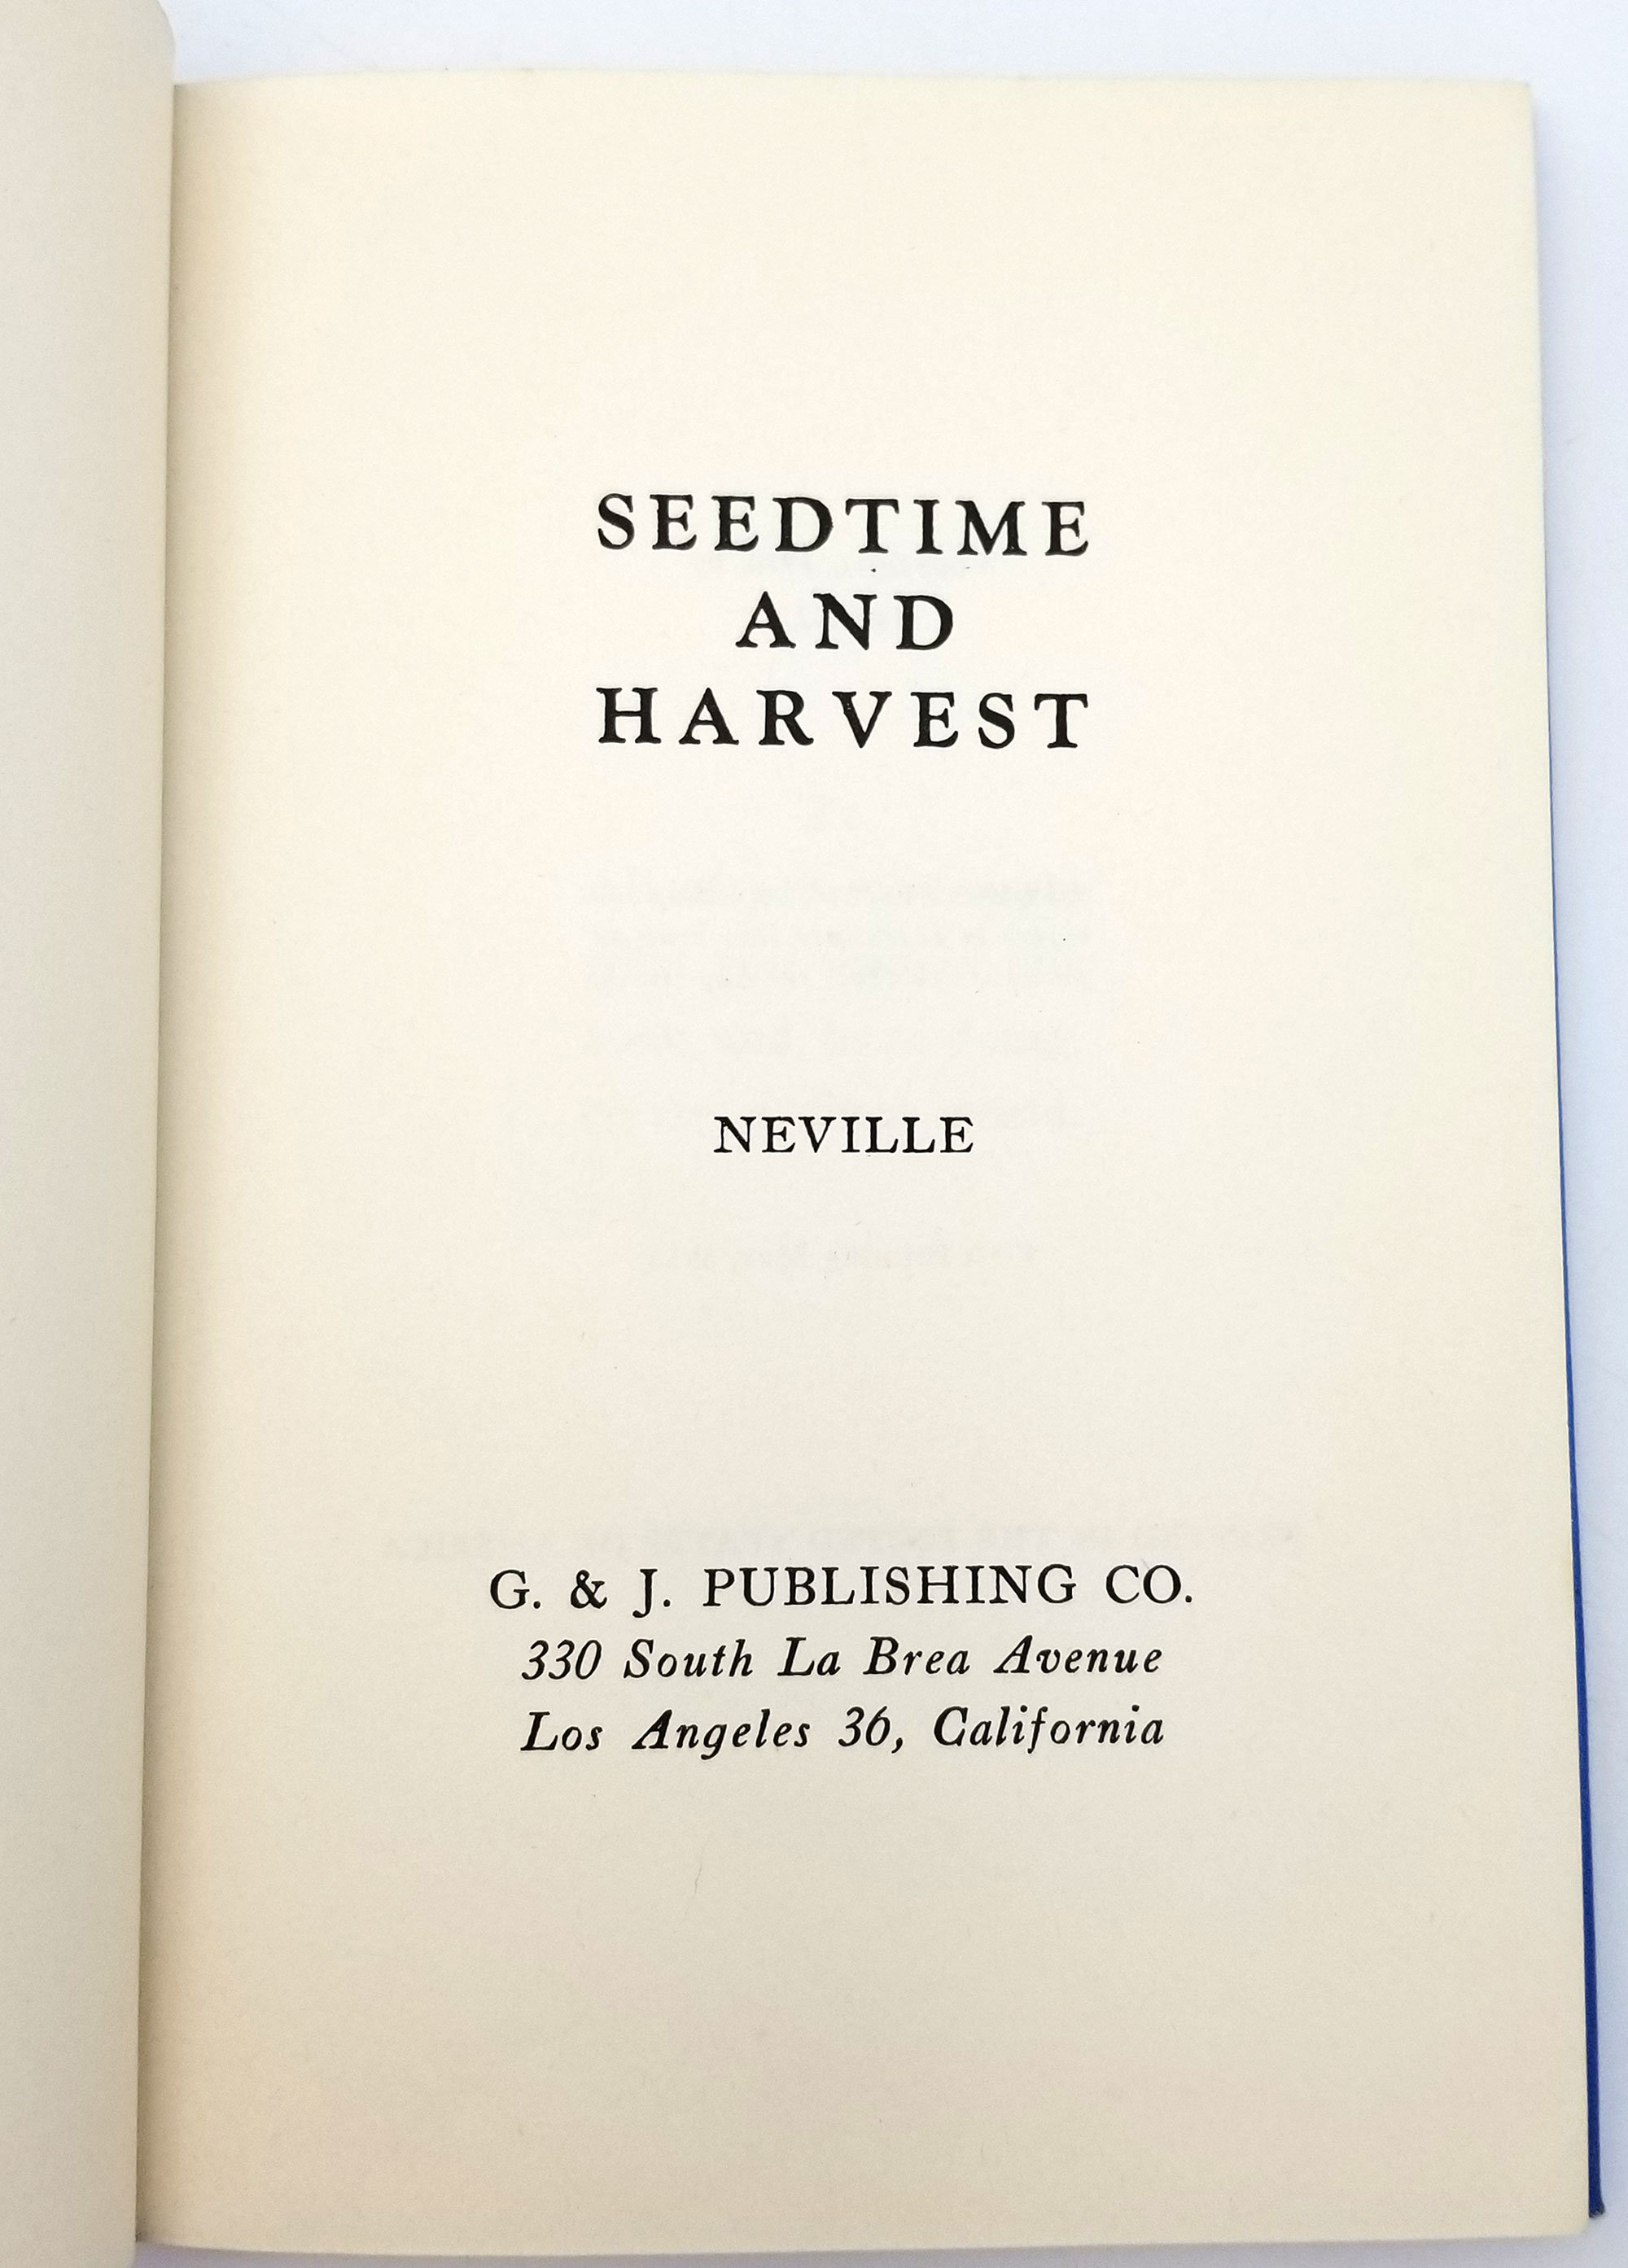 SEEDTIME
AND
HARVEST
NEVILLE
G. & J. PUBLISHING CO.
330 South La Brea Avenue
Los Angeles 36, California